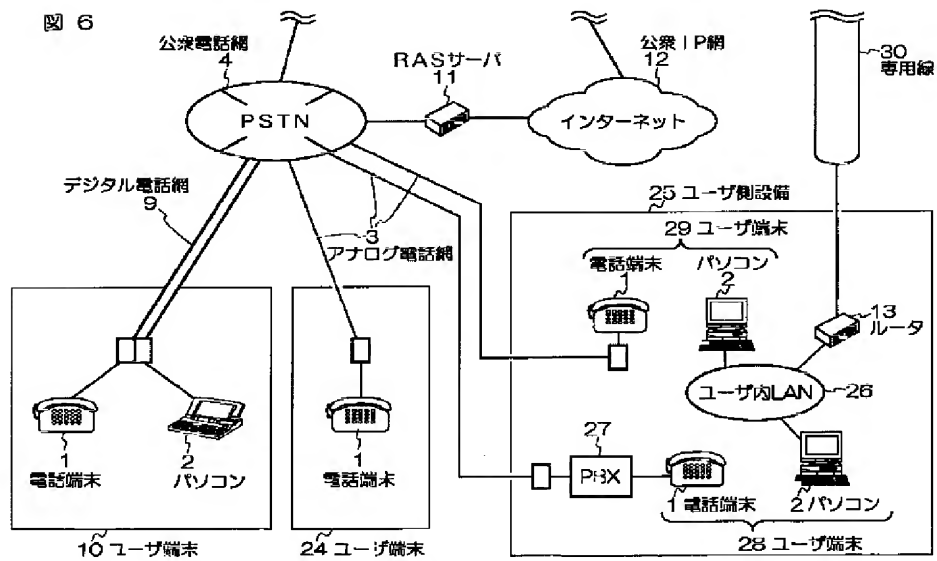 図 6
公衆電話網
4
PSTN
RASサーバ
11
公衆IP網
12
インターネット
30
専用線
デジタル電話網
9
3
アナログ電話網
25 ユーザ側設備
29 ユーザ端末
電話端末
1
パソコン
2
13
ルータ
ユーザ内LAN
26
27
PBX
1 電話端末
2 パソコン
28 ユーザ端末
1
電話端末
2
パソコン
10 ユーザ端末
1
電話端末
24 ユーザ端末